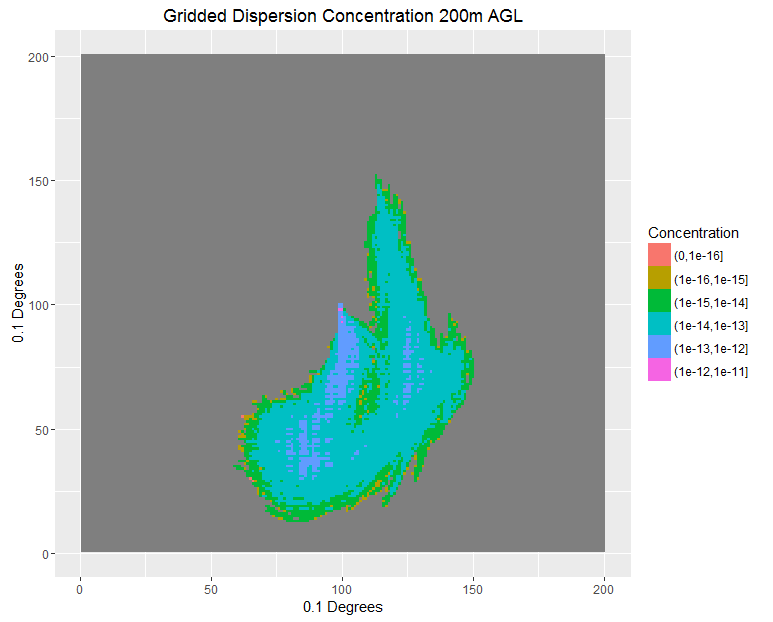 Gridded Dispersion Concentration 200m AGL
200
150
100
50
0
0.1 Degrees
0
50
100
150
200
0.1 Degrees
Concentration
(0,1e-16]
(1e-16,1e-15]
(1e-15,1e-14]
(1e-14,1e-13]
(1e-13,1e-12]
(1e-12,1e-11]